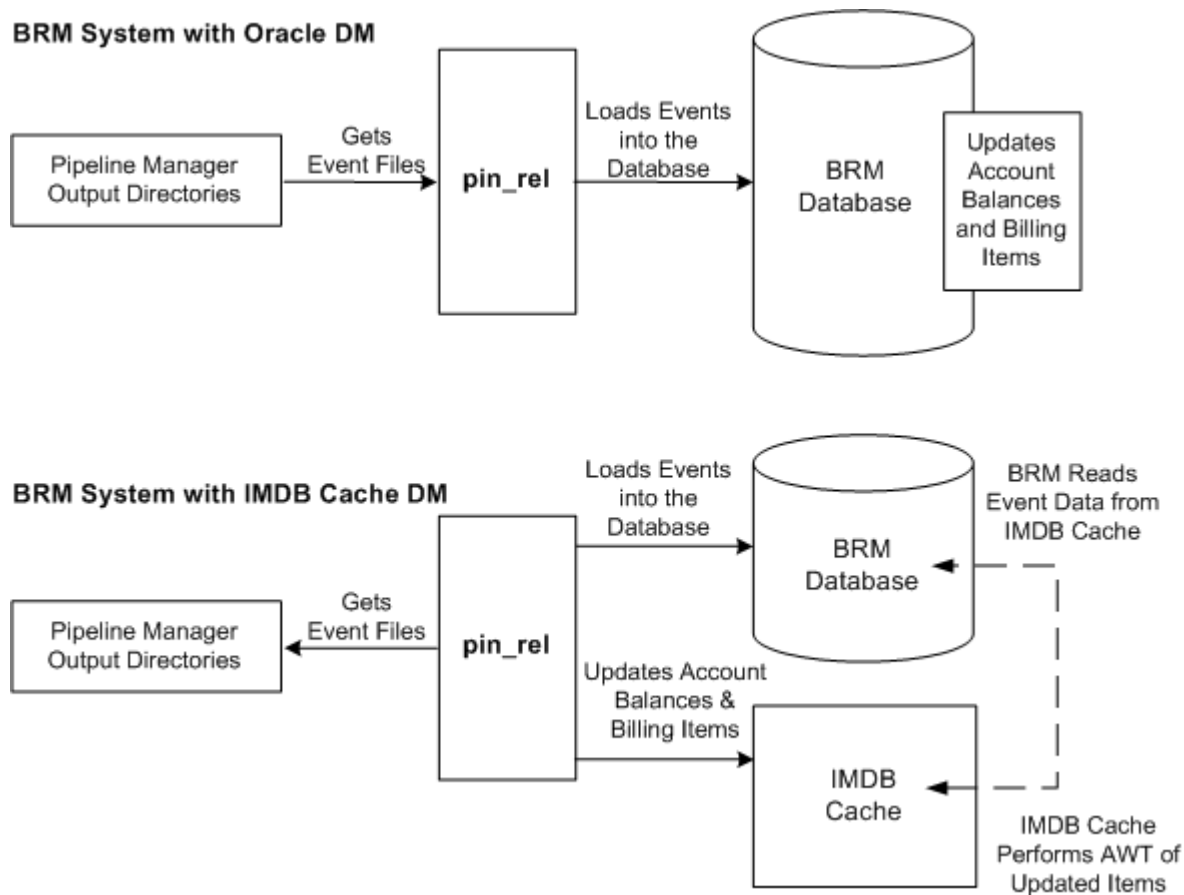 BRM System with Oracle DM
Pipeline Manager
Output Directories
Gets
Event Files
pin_rel
Loads Events
into the
Database
BRM
Database
Updates
Account
Balances
and Billing
Items
BRM System with IMDB Cache DM
Pipeline Manager
Output Directories
Gets
Event Files
pin_rel
Loads Events
into the
Database
BRM
Database
BRM Reads
Event Data from
IMDB Cache
Updates Account
Balances &
Billing Items
IMDB
Cache
IMDB Cache
Performs AWT of
Updated Items